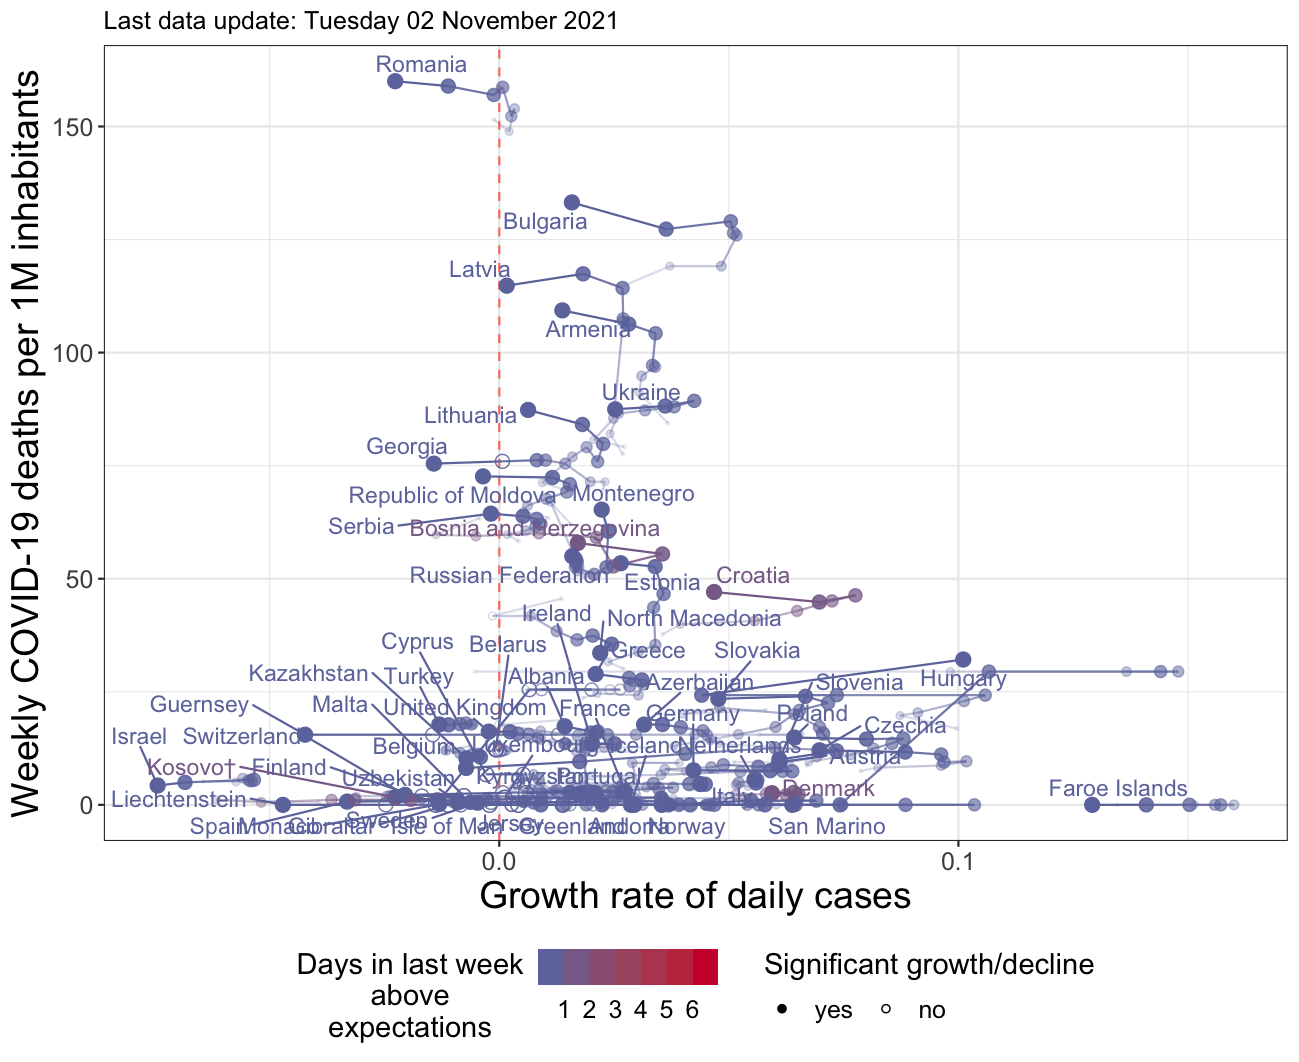 Last data update: Tuesday 02 November 2021
Weekly COVID-19 deaths per 1M inhabitants
150
100
50
0
Romania
Bulgaria
Latvia
Armenia
Ukraine
Lithuania
Georgia
Republic of Moldova
Montenegro
Serbia
Bosnia and Herzegovina
Russian Federation
Estonia
Croatia
Ireland
North Macedonia
Cyprus
Belarus
Greece
Slovakia
Kazakhstan
Turkey
Albania
Azerbaijan
Slovenia
Hungary
Guernsey
Malta
United Kingdom
France
Germany
Poland
Czechia
Israel
Switzerland
Belgium
Luxembourg
Iceland
Netherlands
Austria
Kosovo†
Finland
Uzbekistan
Kyrgyzstan
Portugal
Italy
Denmark
Faroe Islands
Liechtenstein
Spain
Monaco
Gibraltar
Sweden
Isle of Man
Jersey
Greenland
Andorra
Norway
San Marino
0.0
0.1
Growth rate of daily cases
Days in last week
above
expectations
1 2 3 4 5 6
Significant growth/decline
yes
no